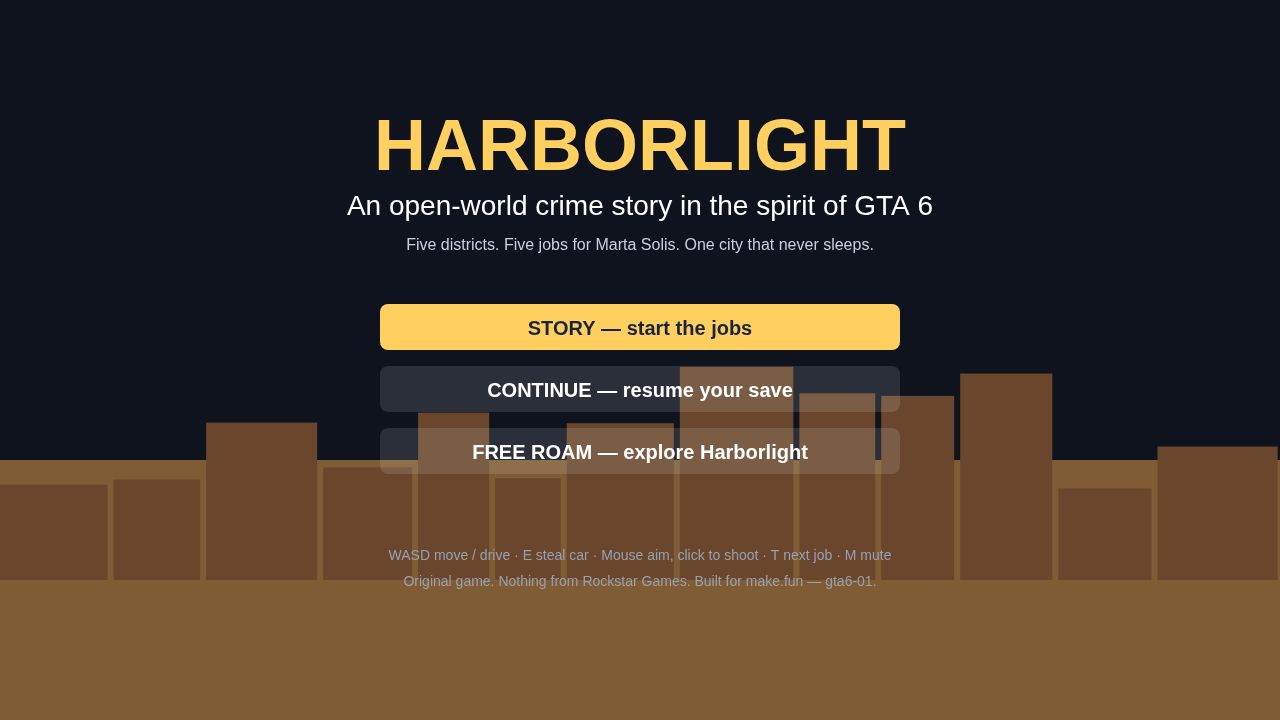 HARBORLIGHT
An open-world crime story in the spirit of GTA 6
Five districts. Five jobs for Marta Solis. One city that never sleeps.
STORY — start the jobs
CONTINUE — resume your save
FREE ROAM — explore Harborlight
WASD move / drive · E steal car · Mouse aim, click to shoot · T next job · M mute
Original game. Nothing from Rockstar Games. Built for make.fun — gta6-01.